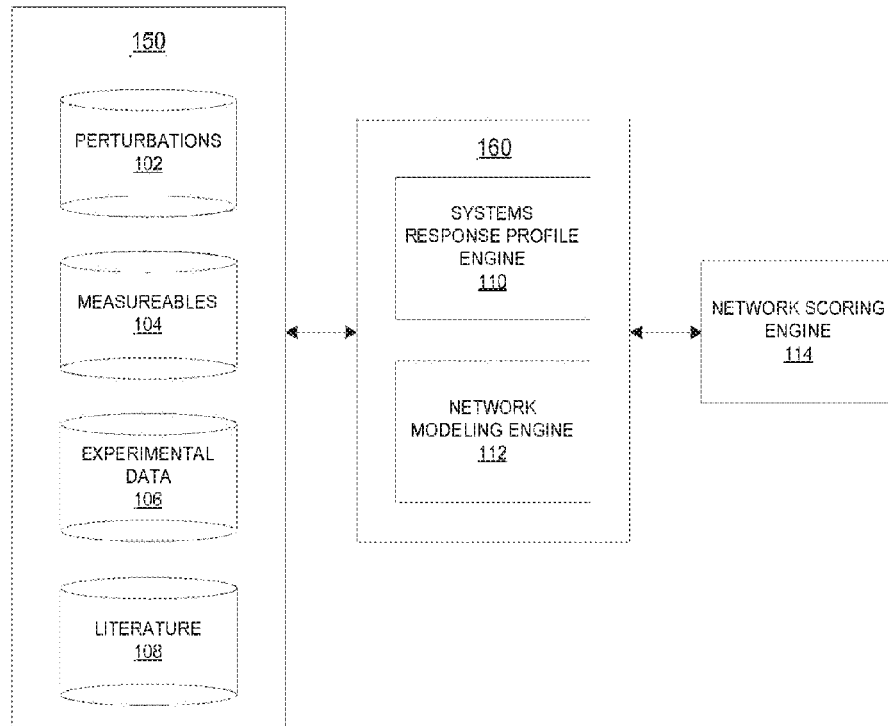 150
PERTURBATIONS
102
MEASUREABLES
104
EXPERIMENTAL
DATA
106
LITERATURE
108
160
SYSTEMS
RESPONSE PROFILE
ENGINE
110
NETWORK
MODELING ENGINE
112
NETWORK SCORING
ENGINE
114